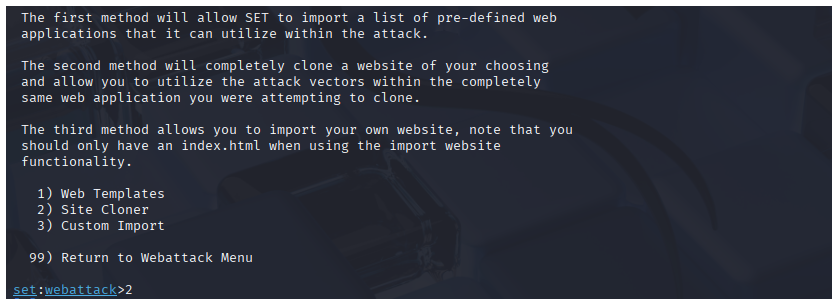 The first method will allow SET to import a list of pre-defined web
applications that it can utilize within the attack.
The second method will completely clone a website of your choosing
and allow you to utilize the attack vectors within the completely
same web application you were attempting to clone.
The third method allows you to import your own website, note that you
should only have an index.html when using the import website
functionality.
1) Web Templates
2) Site Cloner
3) Custom Import
99) Return to Webattack Menu
set:webattack>2